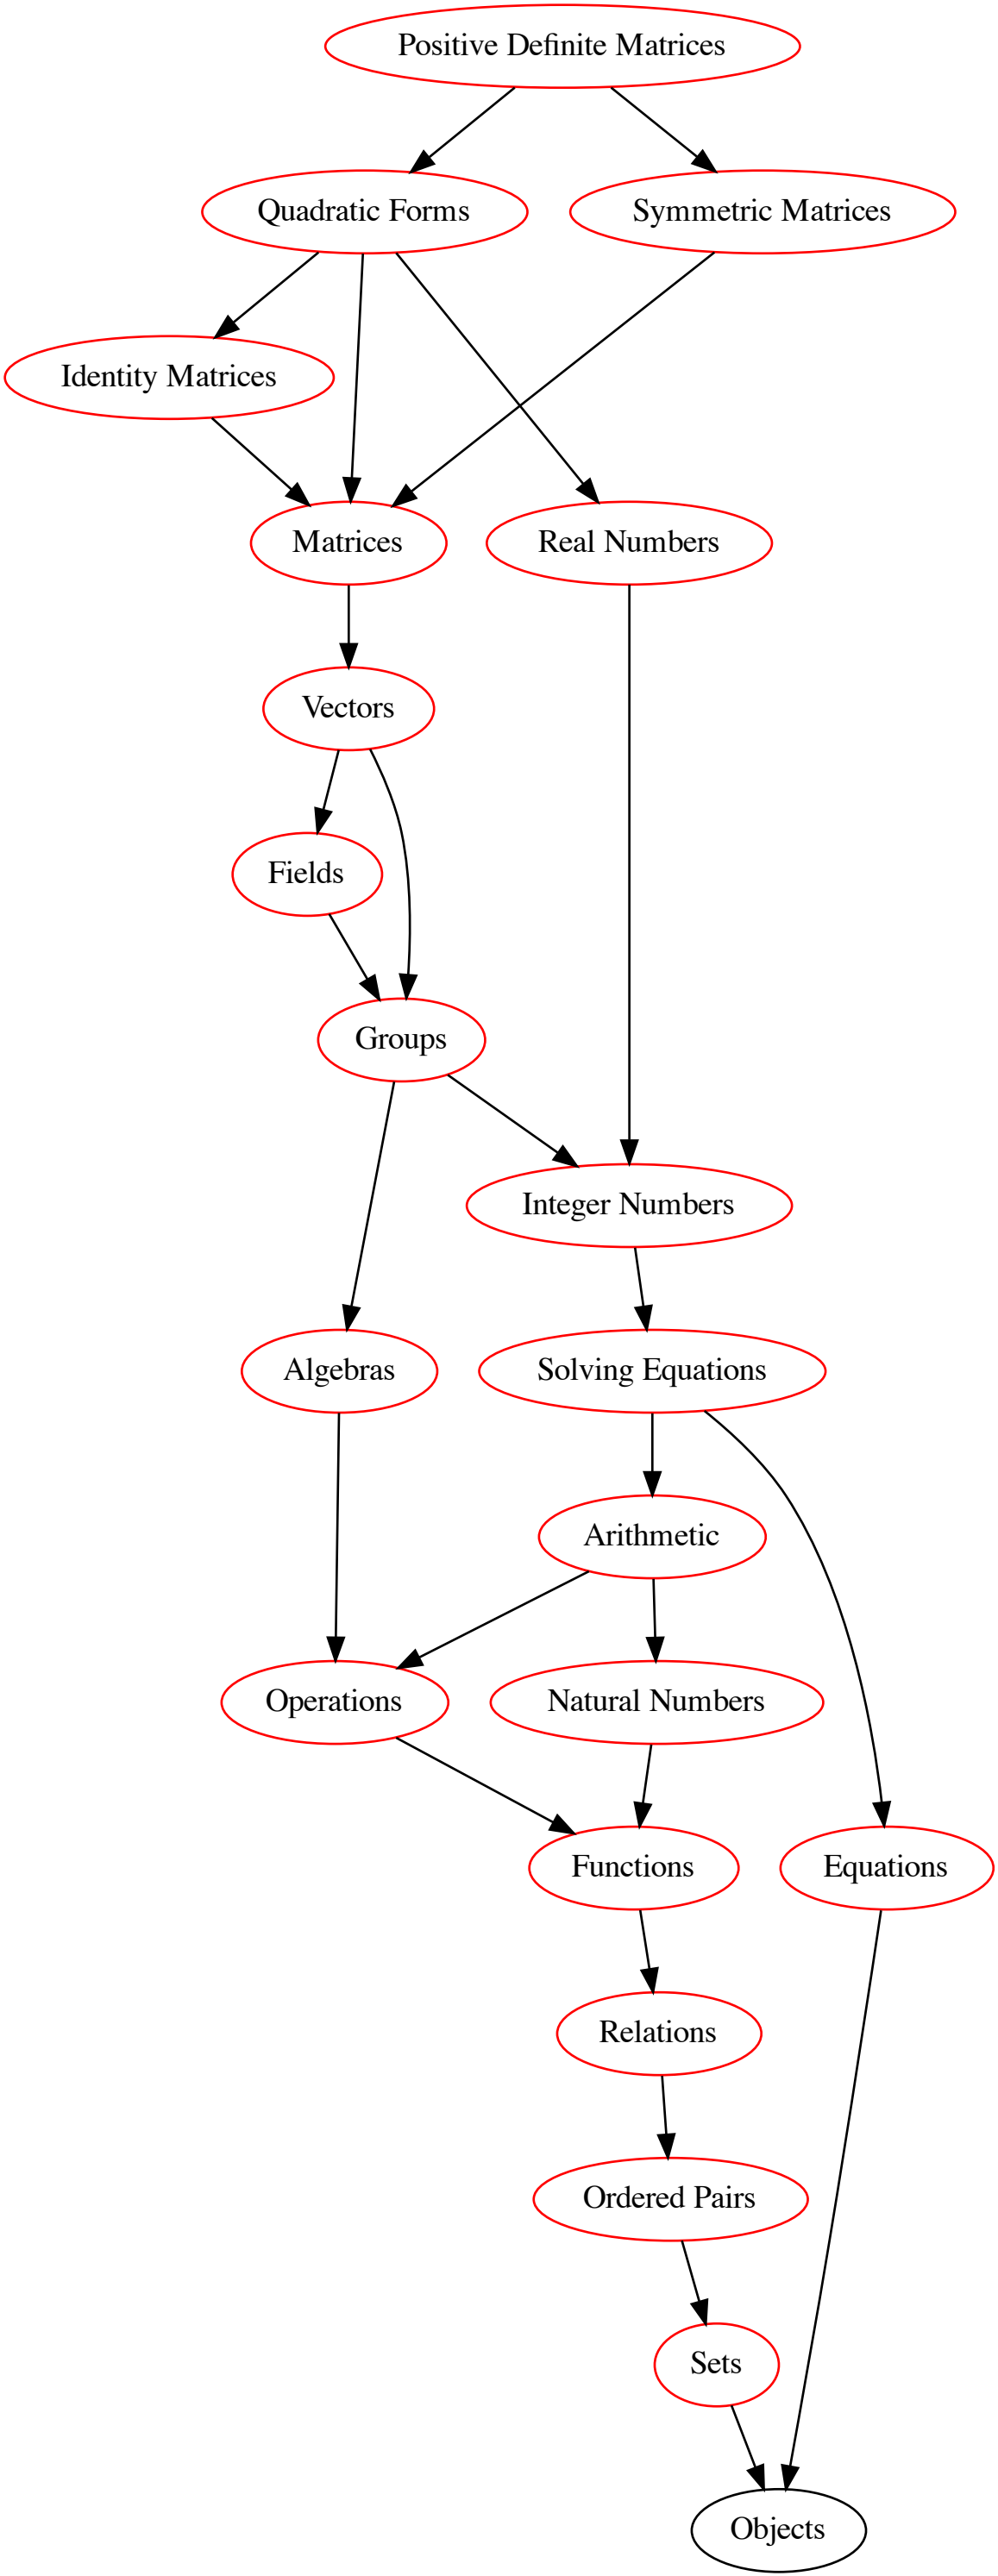 Positive Definite Matrices
Quadratic Forms
Symmetric Matrices
Identity Matrices
Matrices
Real Numbers
Vectors
Fields
Groups
Integer Numbers
Algebras
Solving Equations
Arithmetic
Operations
Natural Numbers
Functions
Equations
Relations
Ordered Pairs
Sets
Objects